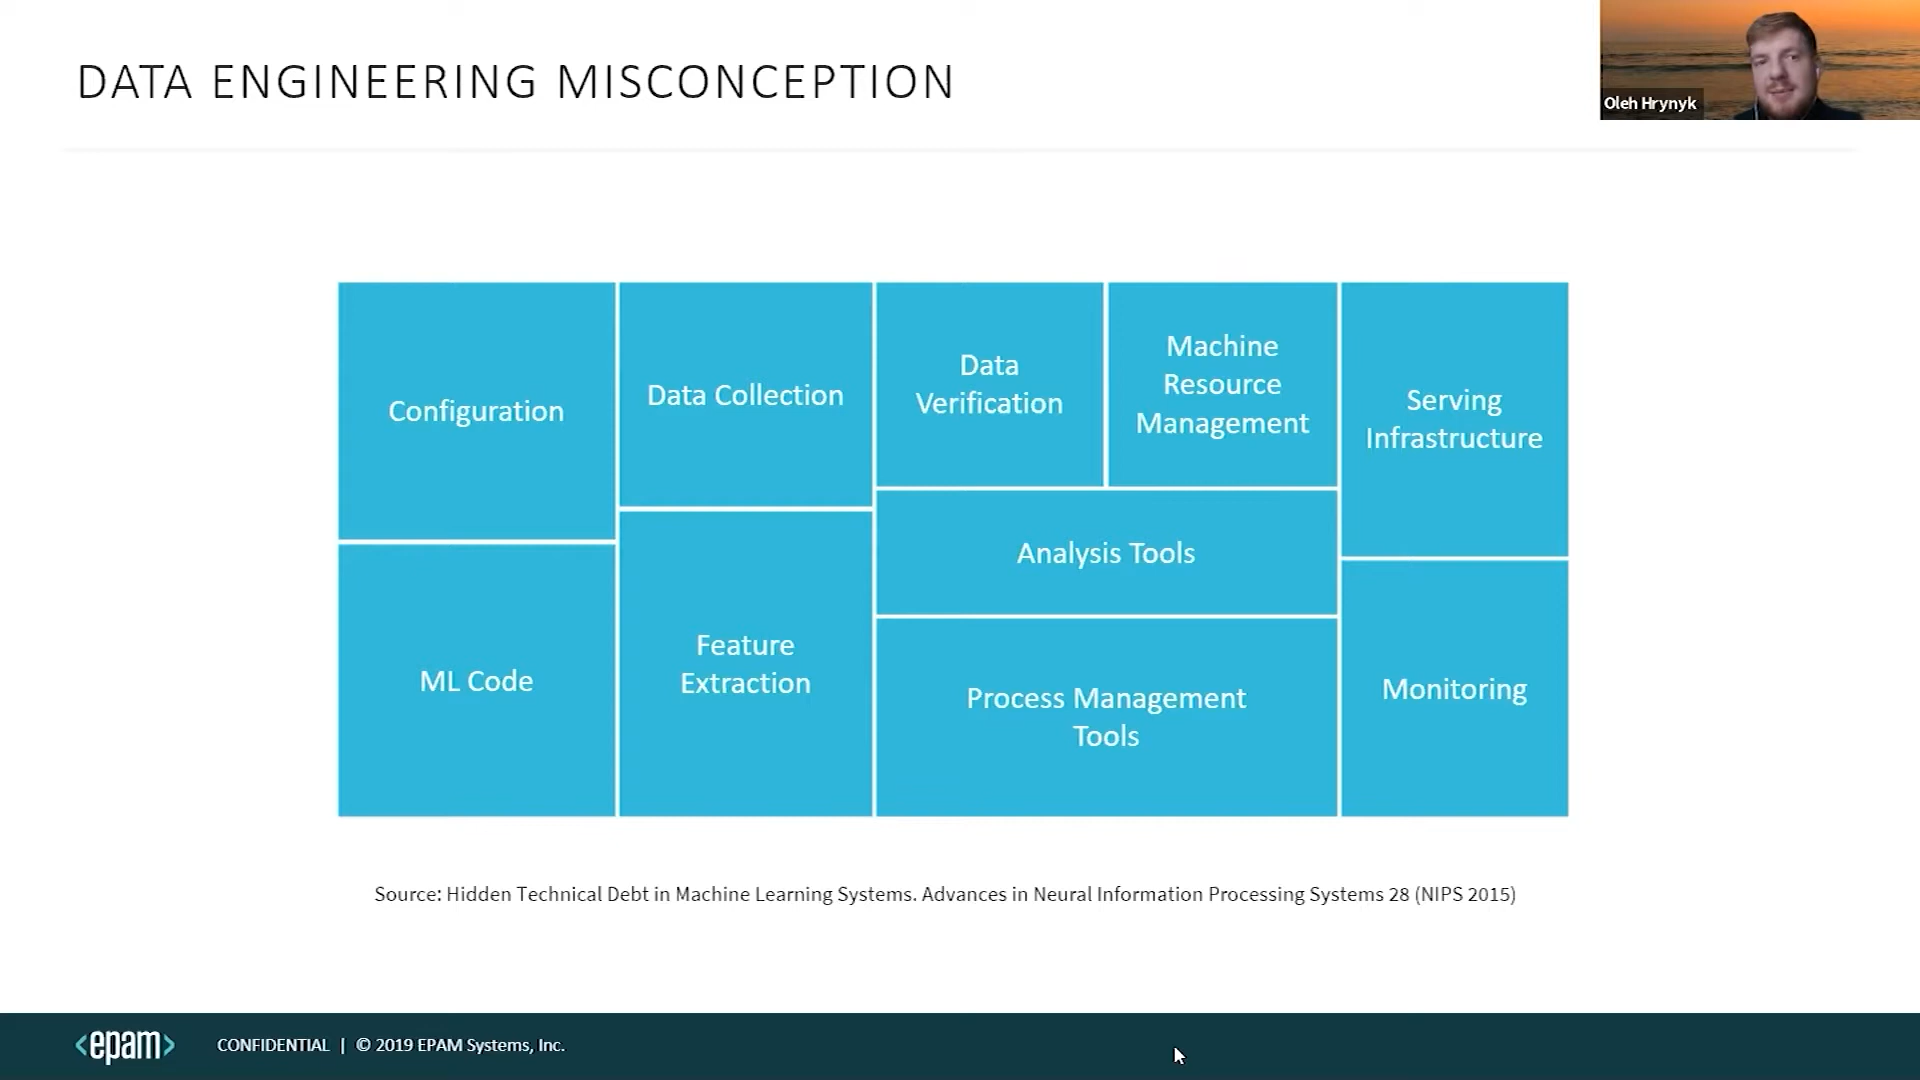 DATA ENGINEERING MISCONCEPTION
Oleh Hrynyk
Configuration
Data Collection
Data
Verification
Machine
Resource
Management
Serving
Infrastructure
Analysis Tools
ML Code
Feature
Extraction
Process Management
Tools
Monitoring
Source: Hidden Technical Debt in Machine Learning Systems. Advances in Neural Information Processing Systems 28 (NIPS 2015)
<epam> CONFIDENTIAL | © 2019 EPAM Systems, Inc.